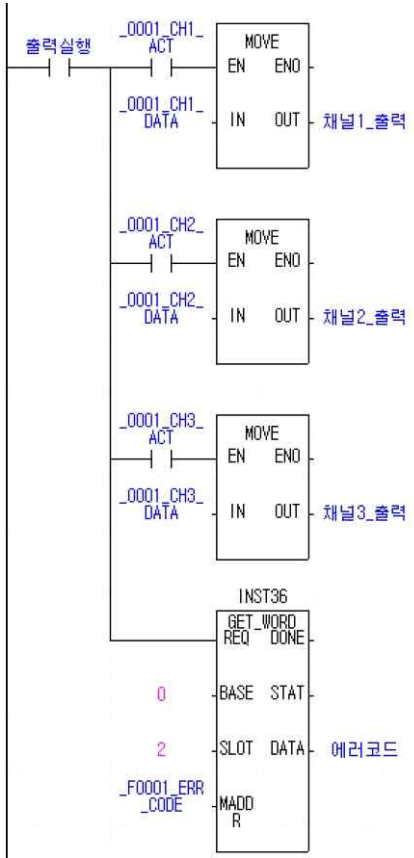 출력실행
_0001_CH1_
ACT
MOVE
EN ENO
_0001_CH1_
DATA
IN OUT
채널1_출력
_0001_CH2_
ACT
MOVE
EN ENO
_0001_CH2_
DATA
IN OUT
채널2_출력
_0001_CH3_
ACT
MOVE
EN ENO
_0001_CH3_
DATA
IN OUT
채널3_출력
INST36
GET_WORD
REQ DONE
0
BASE STAT
2
SLOT DATA
에러코드
_F0001_ERR
_CODE
MADD
R